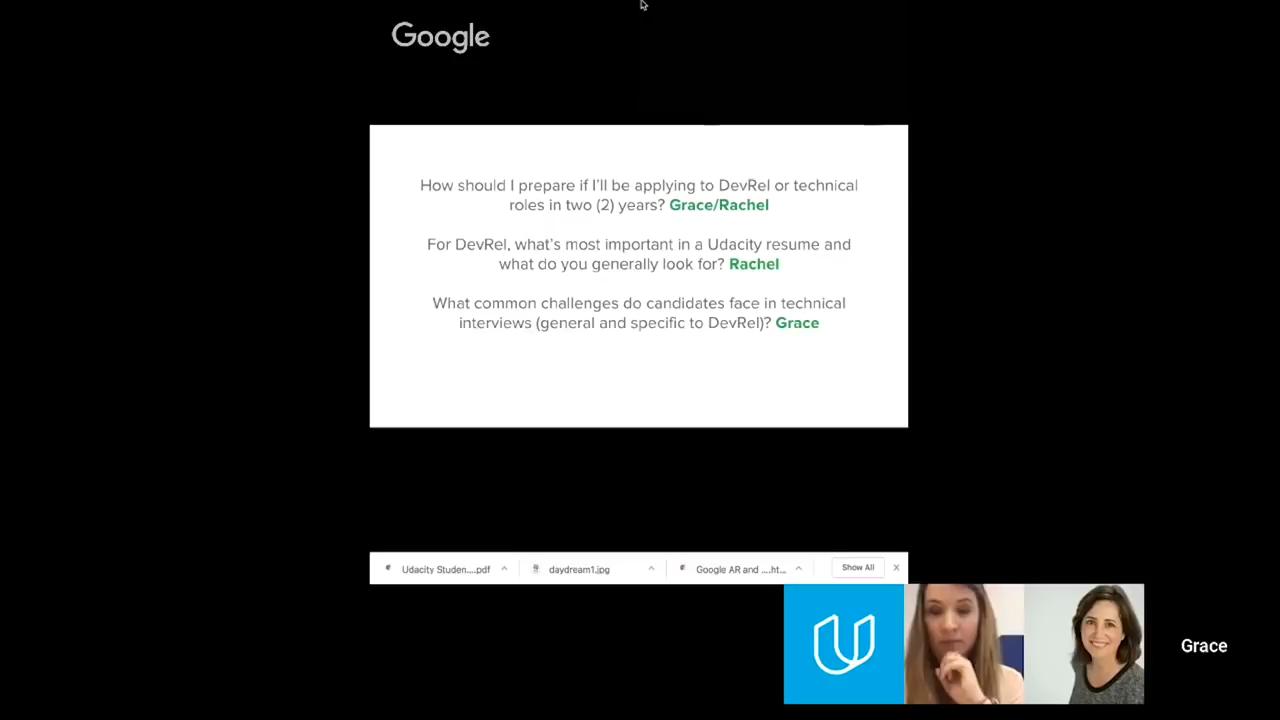 Google
How should I prepare if I'll be applying to DevRel or technical
roles in two (2) years? Grace/Rachel
For DevRel, what's most important in a Udacity resume and
what do you generally look for? Rachel
What common challenges do candidates face in technical
interviews (general and specific to DevRel)? Grace
Udacity Studen....pdf
daydream1.jpg
Google AR and ....ht...
Show All
Grace